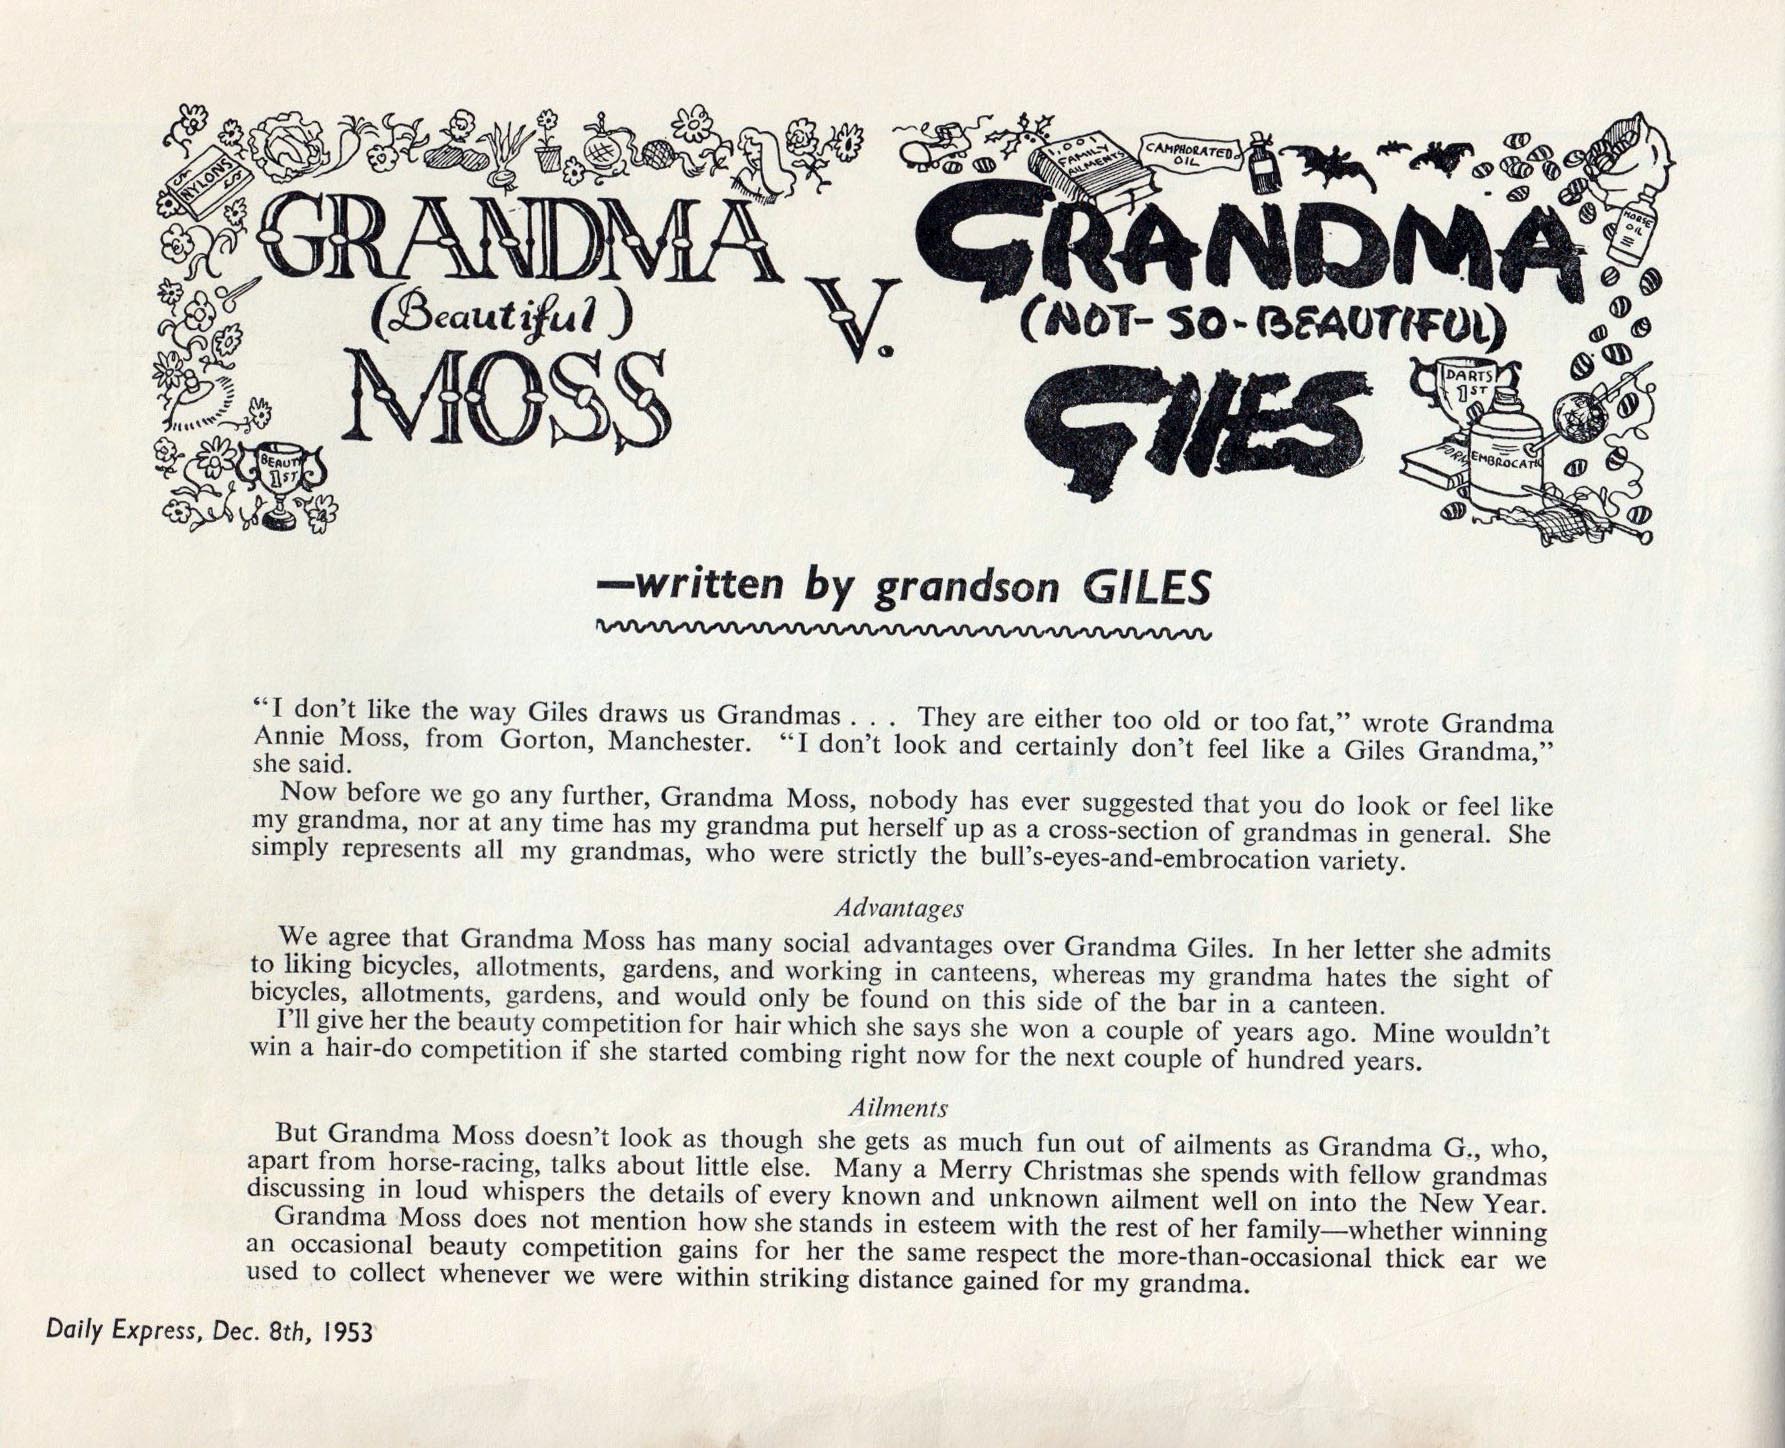 NYLONS
GRANDMA
(Beautiful)
MOSS
V.
BEAUTY
1ST
1,001
FAMILY
AILMENTS
CAMPHORATED
OIL
HORSE
OIL
GRANDMA
(NOT-SO-BEAUTIFUL)
GILES
DARTS
1ST
FORM
EMBROCATIO
—written by grandson GILES
“I don’t like the way Giles draws us Grandmas . . . They are either too old or too fat,” wrote Grandma
Annie Moss, from Gorton, Manchester. “I don’t look and certainly don’t feel like a Giles Grandma,”
she said.
Now before we go any further, Grandma Moss, nobody has ever suggested that you do look or feel like
my grandma, nor at any time has my grandma put herself up as a cross-section of grandmas in general. She
simply represents all my grandmas, who were strictly the bull’s-eyes-and-embrocation variety.
Advantages
We agree that Grandma Moss has many social advantages over Grandma Giles. In her letter she admits
to liking bicycles, allotments, gardens, and working in canteens, whereas my grandma hates the sight of
bicycles, allotments, gardens, and would only be found on this side of the bar in a canteen.
I’ll give her the beauty competition for hair which she says she won a couple of years ago. Mine wouldn’t
win a hair-do competition if she started combing right now for the next couple of hundred years.
Ailments
But Grandma Moss doesn’t look as though she gets as much fun out of ailments as Grandma G., who,
apart from horse-racing, talks about little else. Many a Merry Christmas she spends with fellow grandmas
discussing in loud whispers the details of every known and unknown ailment well on into the New Year.
Grandma Moss does not mention how she stands in esteem with the rest of her family—whether winning
an occasional beauty competition gains for her the same respect the more-than-occasional thick ear we
used to collect whenever we were within striking distance gained for my grandma.
Daily Express, Dec. 8th, 1953